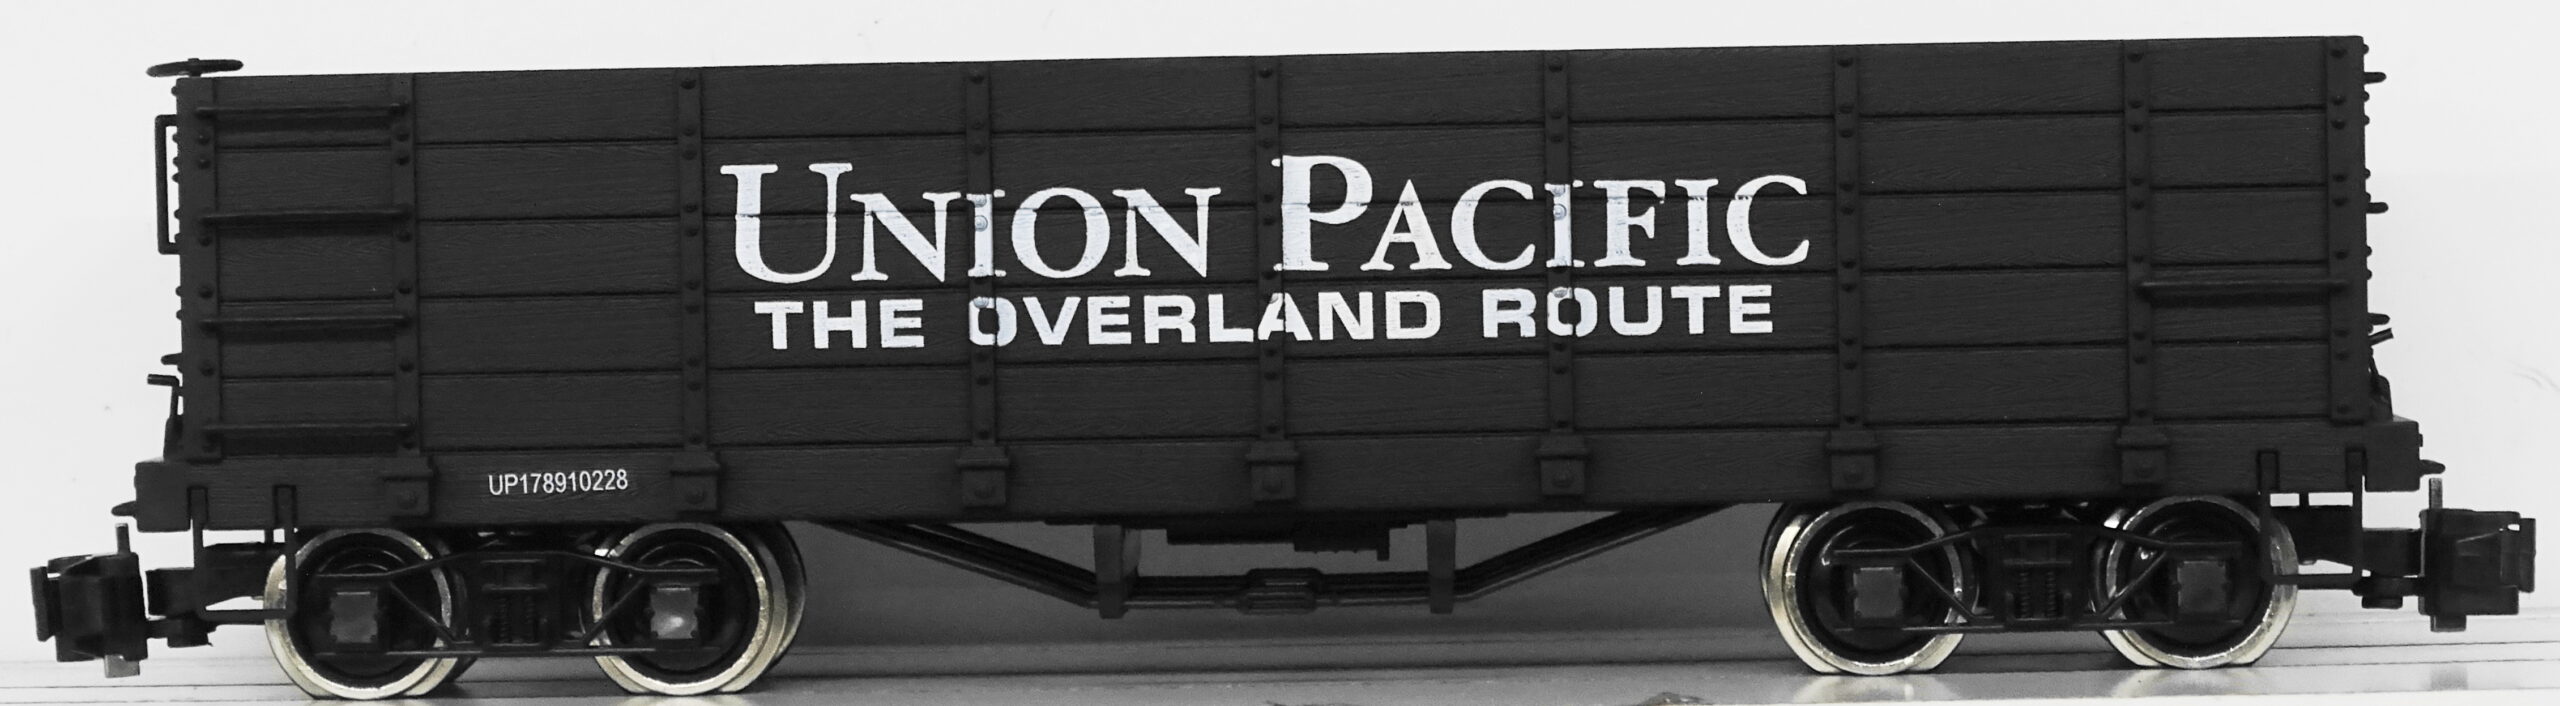 UNION PACIFIC
THE OVERLAND ROUTE
UP178910228